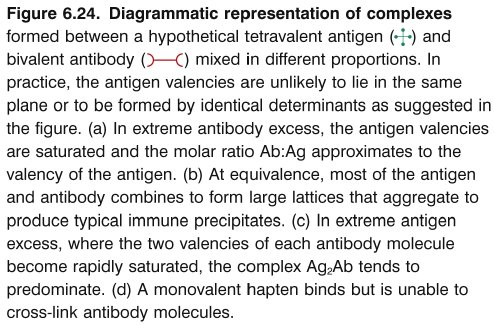 Figure 6.24. Diagrammatic representation of complexes
formed between a hypothetical tetravalent antigen () and
bivalent antibody () mixed in different proportions. In
practice, the antigen valencies are unlikely to lie in the same
plane or to be formed by identical determinants as suggested in
the figure. (a) In extreme antibody excess, the antigen valencies
are saturated and the molar ratio Ab:Ag approximates to the
valency of the antigen. (b) At equivalence, most of the antigen
and antibody combines to form large lattices that aggregate to
produce typical immune precipitates. (c) In extreme antigen
excess, where the two valencies of each antibody molecule
become rapidly saturated, the complex Ag₂Ab tends to
predominate. (d) A monovalent hapten binds but is unable to
cross-link antibody molecules.